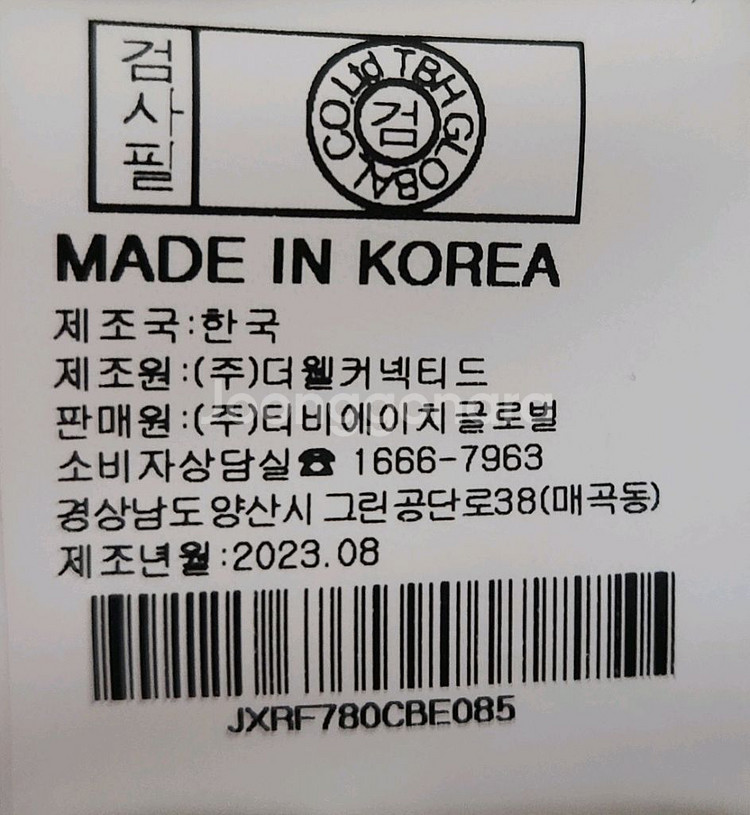 검사필
TBH GLOBAL CO.Ltd
검
MADE IN KOREA
제조국:한국
제조원:(주)더웰커넥티드
판매원:(주)티비에이치글로벌
Joonggonara
소비자상담실☎ 1666-7963
경상남도양산시 그린공단로38(매곡동)
제조년월:2023.08
JXRF780CBE085